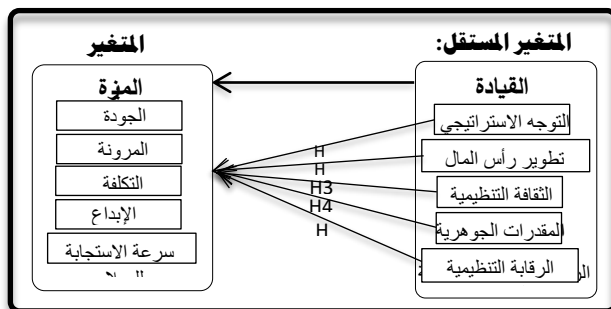 المتغير المستقل:
القيادة
التوجه الاستراتيجي
تطوير رأس المال
الثقافة التنظيمية
المقدرات الجوهرية
الرقابة التنظيمية
H
H
H3
H4
H
المتغير
الميزة
الجودة
المرونة
التكلفة
الإبداع
سرعة الاستجابة